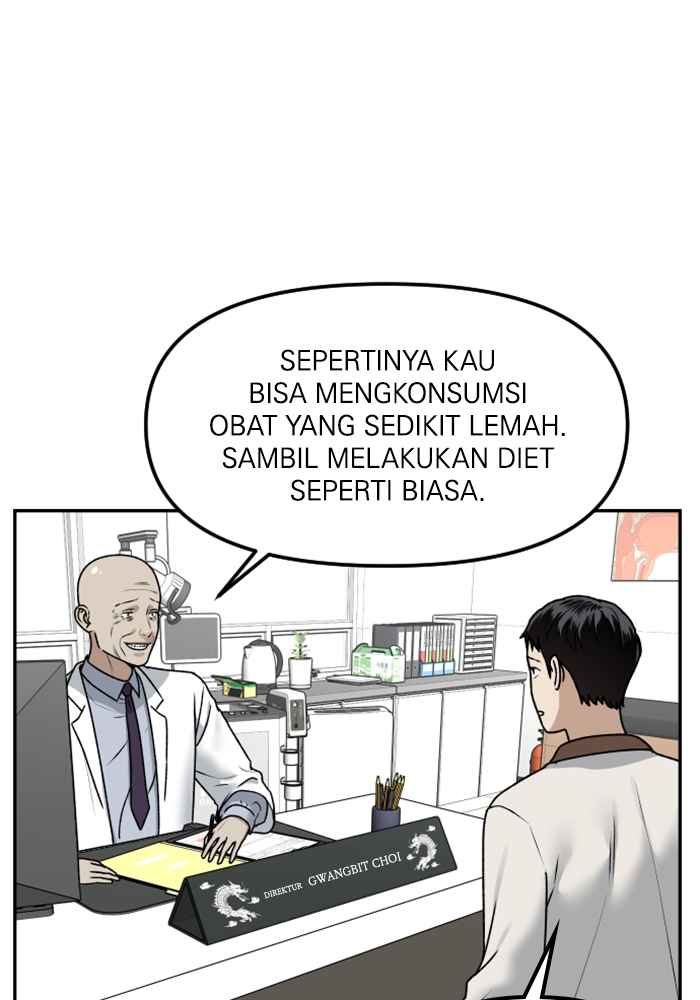 SEPERTINYA KAU
BISA MENGKONSUMSI
OBAT YANG SEDIKIT LEMAH.
SAMBIL MELAKUKAN DIET
SEPERTI BIASA.
DIREKTUR GWANGBIT CHOI